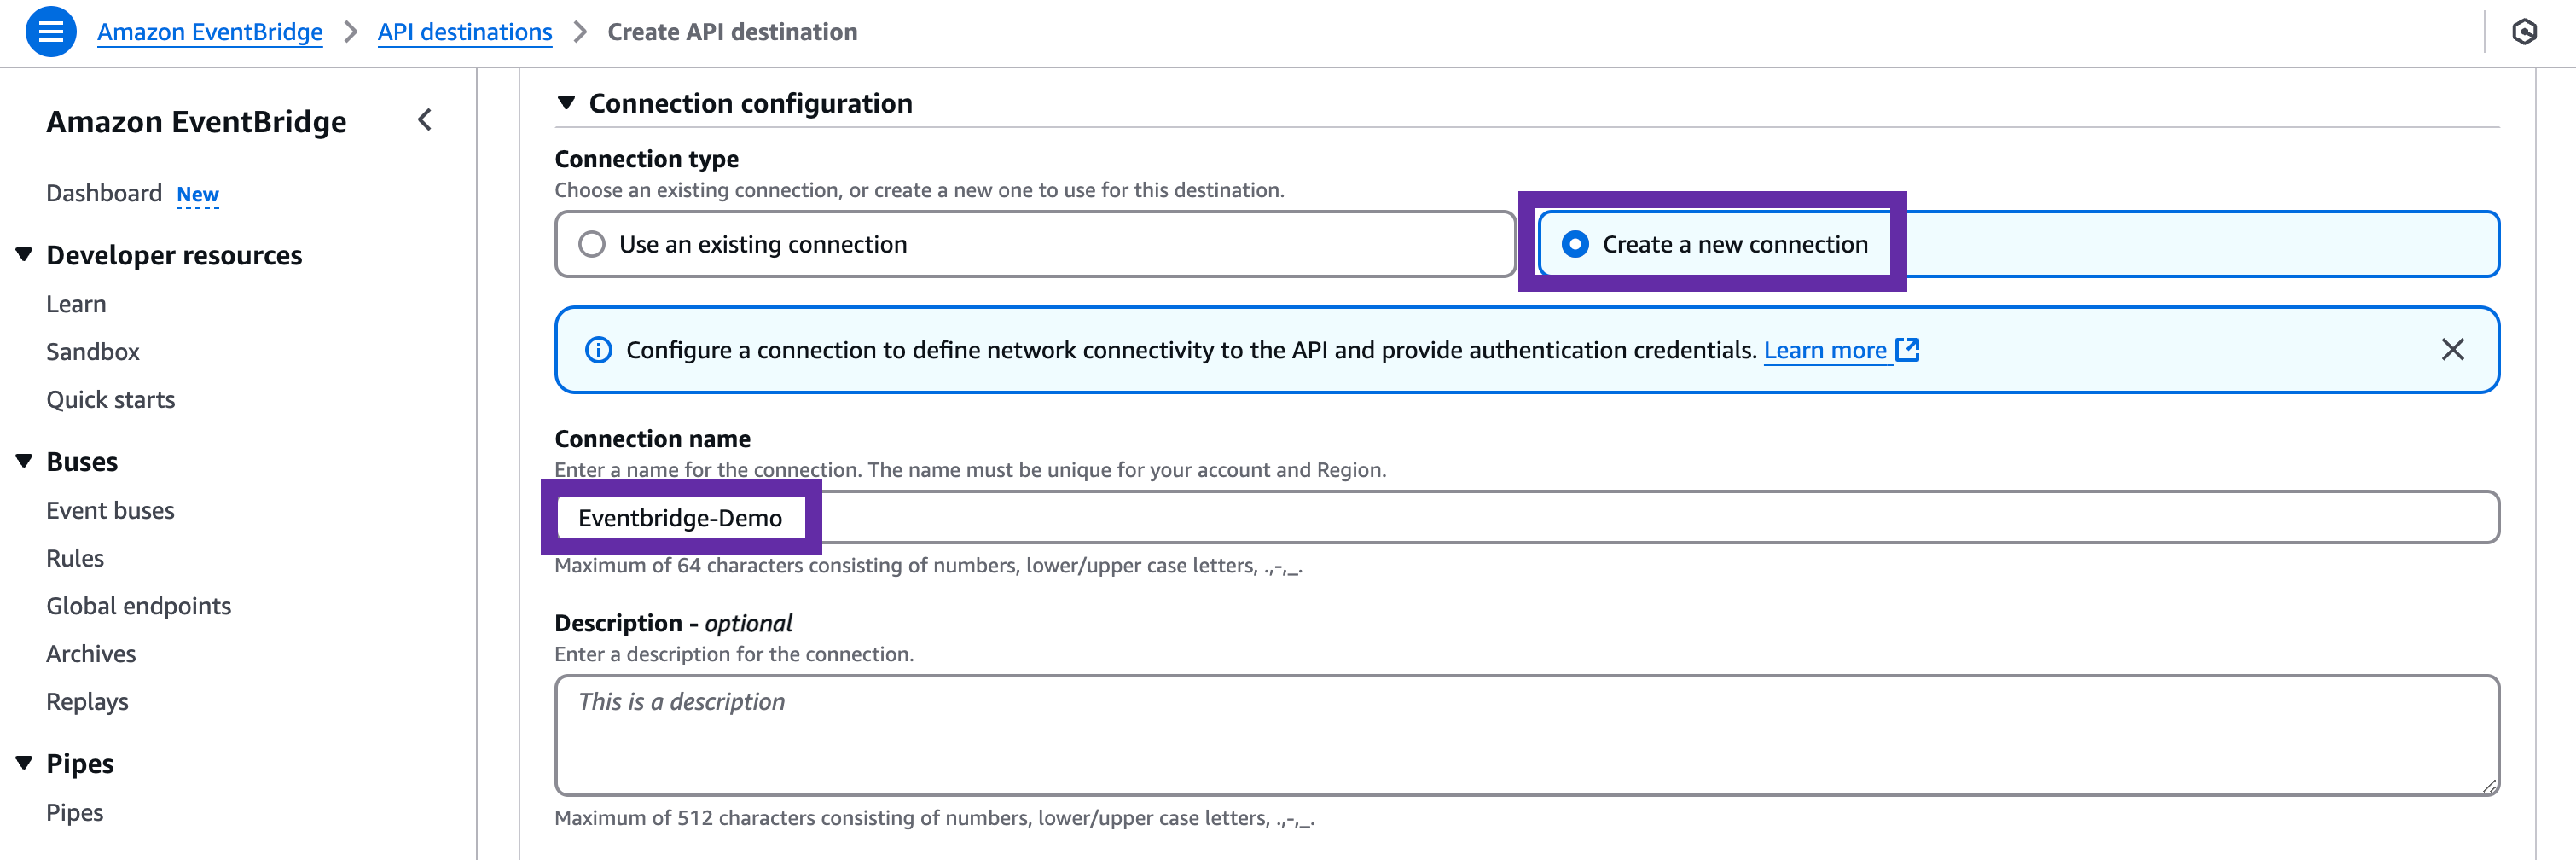 Amazon EventBridge > API destinations > Create API destination
Amazon EventBridge
Dashboard New
Developer resources
Learn
Sandbox
Quick starts
Buses
Event buses
Rules
Global endpoints
Archives
Replays
Pipes
Pipes
Connection configuration
Connection type
Choose an existing connection, or create a new one to use for this destination.
Use an existing connection
Create a new connection
Configure a connection to define network connectivity to the API and provide authentication credentials. Learn more
Connection name
Enter a name for the connection. The name must be unique for your account and Region.
Eventbridge-Demo
Maximum of 64 characters consisting of numbers, lower/upper case letters, .,-,_.
Description - optional
Enter a description for the connection.
This is a description
Maximum of 512 characters consisting of numbers, lower/upper case letters, .,-,_.